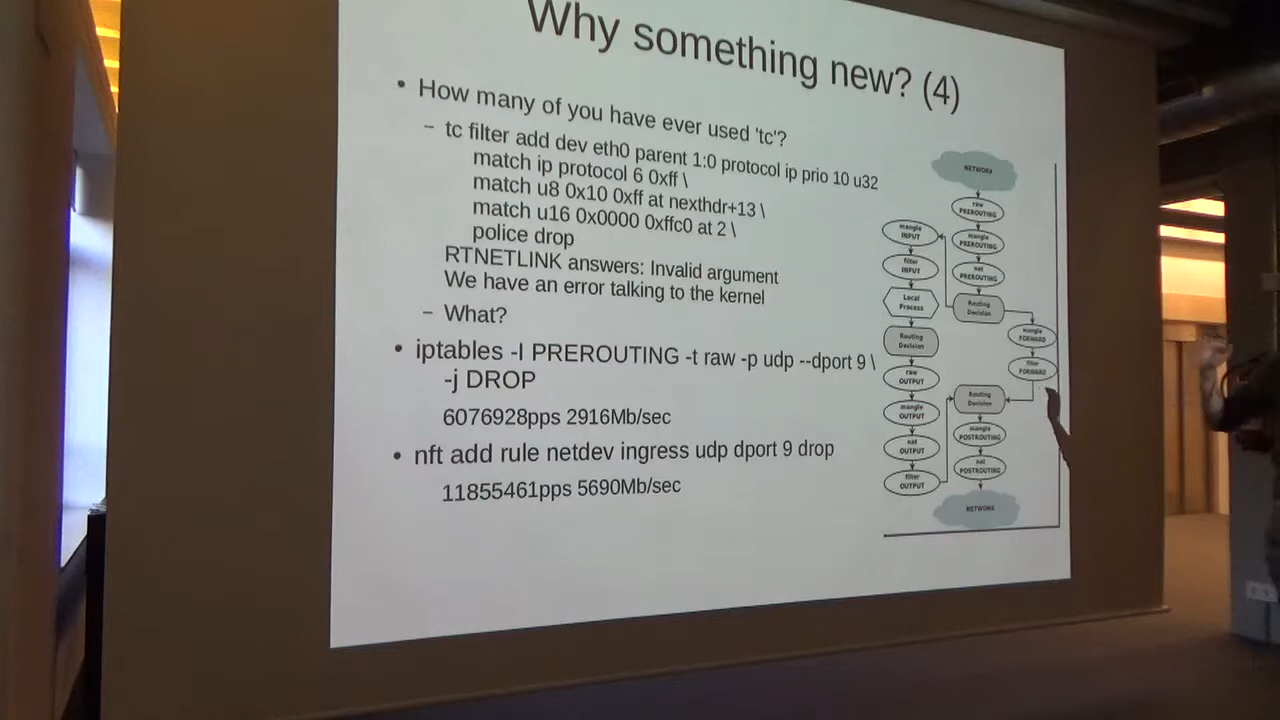 Why something new? (4)
• How many of you have ever used 'tc'?
– tc filter add dev eth0 parent 1:0 protocol ip prio 10 u32
match ip protocol 6 0xff \
match u8 0x10 0xff at nexthdr+13 \
match u16 0x0000 0xffc0 at 2 \
police drop
RTNETLINK answers: Invalid argument
We have an error talking to the kernel
– What?
• iptables -I PREROUTING -t raw -p udp --dport 9 \
-j DROP
6076928pps 2916Mb/sec
• nft add rule netdev ingress udp dport 9 drop
11855461pps 5690Mb/sec
NETWORK
raw
PREROUTING
mangle
PREROUTING
nat
PREROUTING
Routing
Decision
mangle
INPUT
filter
INPUT
Local
Process
Routing
Decision
raw
OUTPUT
mangle
OUTPUT
nat
OUTPUT
filter
OUTPUT
mangle
FORWARD
filter
FORWARD
Routing
Decision
mangle
POSTROUTING
nat
POSTROUTING
NETWORK